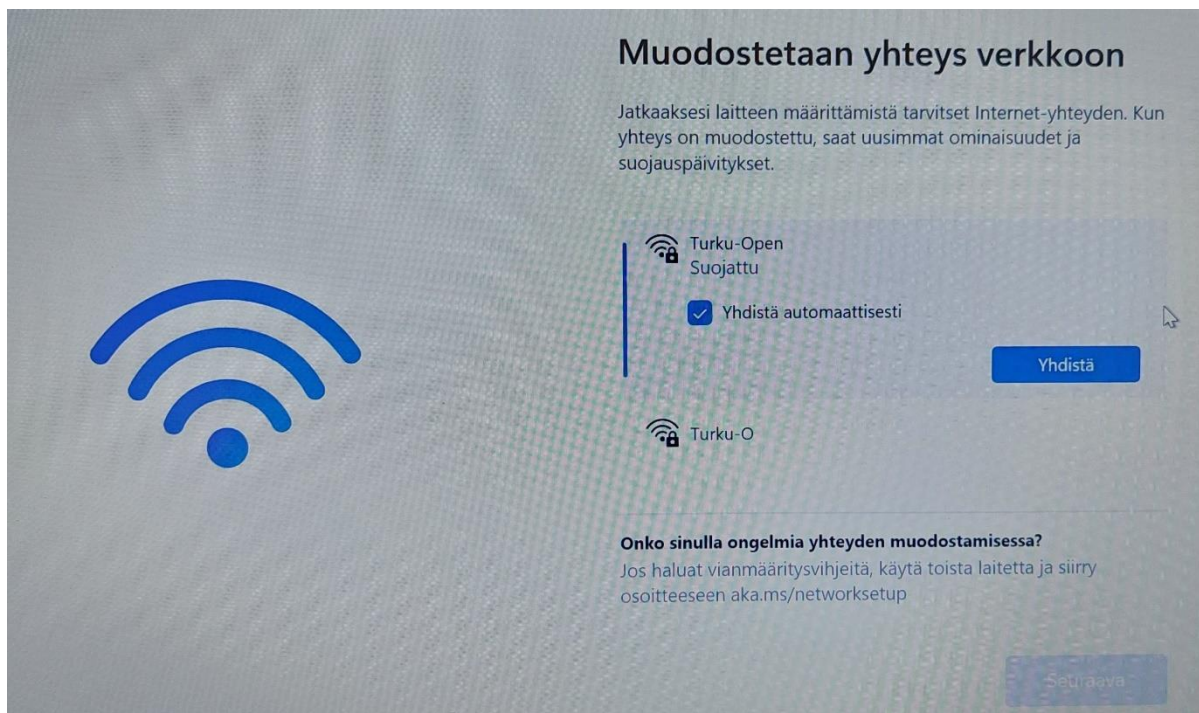 Muodostetaan yhteys verkkoon
Jatkaaksesi laitteen määrittämistä tarvitset Internet-yhteyden. Kun
yhteys on muodostettu, saat uusimmat ominaisuudet ja
suojauspäivitykset.
Turku-Open
Suojattu
Yhdistä automaattisesti
Yhdistä
Turku-O
Onko sinulla ongelmia yhteyden muodostamisessa?
Jos haluat vianmääritysvihjeitä, käytä toista laitetta ja siirry
osoitteeseen aka.ms/networksetup
Seuraava